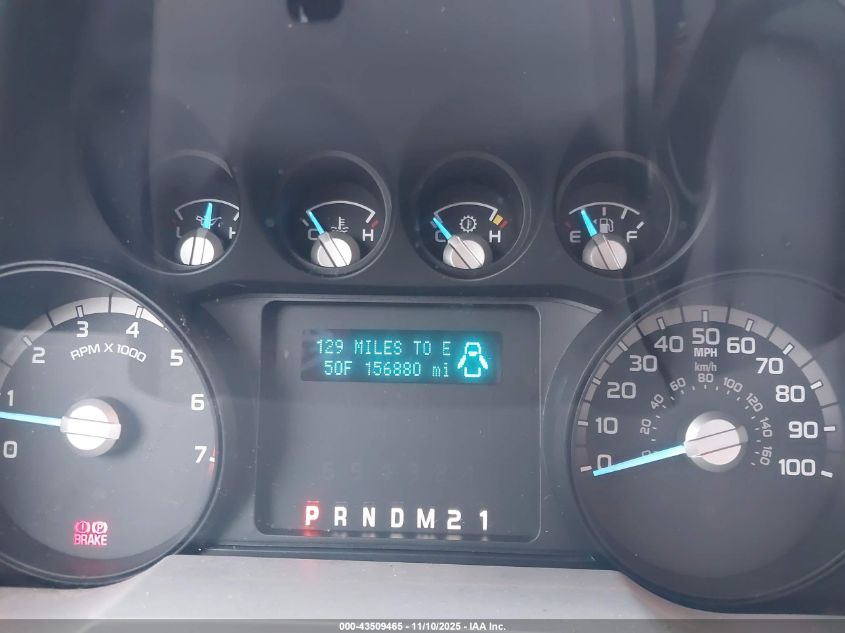 L H
C H
C H
E F
0 1 2 3 4 5 6 7
RPM X 1000
BRAKE
P
129 MILES TO E
50F 156880 mi
P R N D M 2 1
0 10 20 30 40 50 60 70 80 90 100
MPH
km/h
20 40 60 80 100 120 140 160
000-43509465 - 11/10/2025 - IAA Inc.